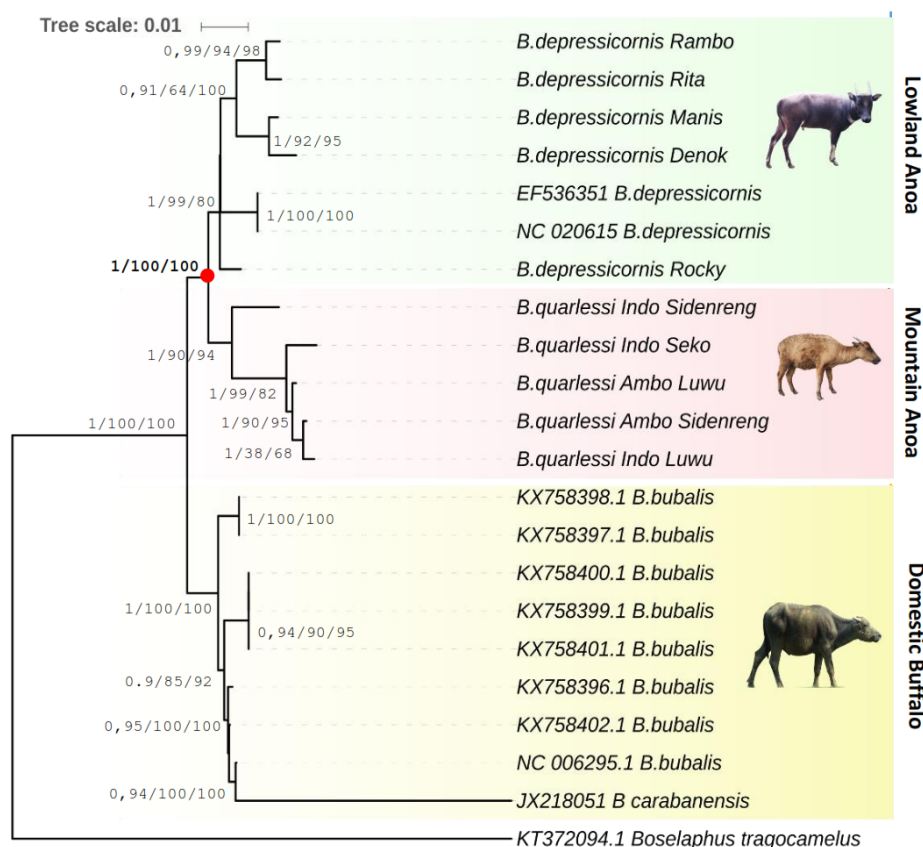 Tree scale: 0.01
0,99/94/98
B.depressicornis Rambo
0,91/64/100
B.depressicornis Rita
B.depressicornis Manis
1/92/95
B.depressicornis Denok
1/99/80
EF536351 B.depressicornis
1/100/100
NC 020615 B.depressicornis
1/100/100
B.depressicornis Rocky
Lowland Anoa
B.quarlessi Indo Sidenreng
1/90/94
B.quarlessi Indo Seko
1/99/82
B.quarlessi Ambo Luwu
1/90/95
B.quarlessi Ambo Sidenreng
1/38/68
B.quarlessi Indo Luwu
Mountain Anoa
1/100/100
KX758398.1 B.bubalis
1/100/100
KX758397.1 B.bubalis
KX758400.1 B.bubalis
1/100/100
KX758399.1 B.bubalis
0,94/90/95
KX758401.1 B.bubalis
0.9/85/92
KX758396.1 B.bubalis
0,95/100/100
KX758402.1 B.bubalis
NC 006295.1 B.bubalis
0,94/100/100
JX218051 B carabanensis
Domestic Buffalo
KT372094.1 Boselaphus tragocamelus